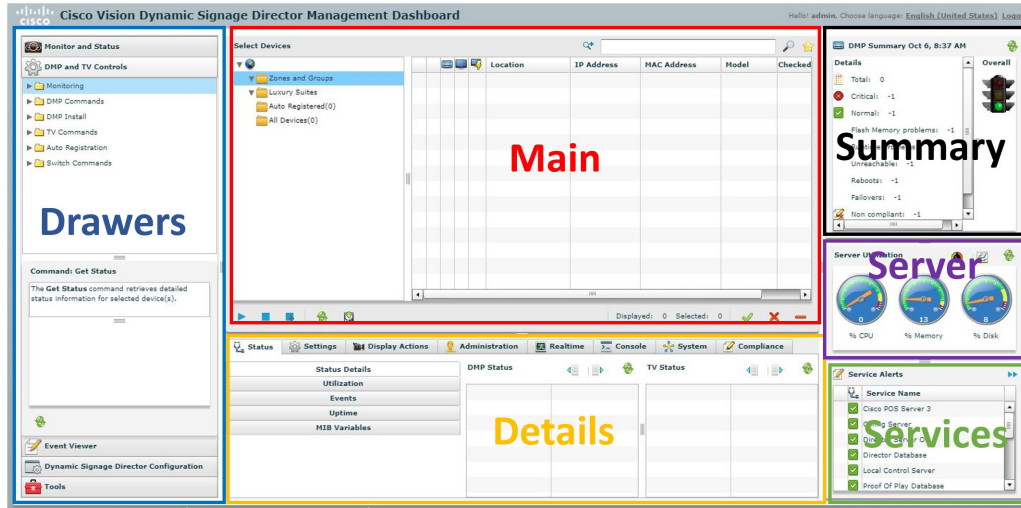 CISCO
Cisco Vision Dynamic Signage Director Management Dashboard
Hello! admin. Choose language: English (United States)
Monitor and Status
DMP and TV Controls
Monitoring
DMP Commands
DMP Install
TV Commands
Auto Registration
Switch Commands
Drawers
Command: Get Status
The Get Status command retrieves detailed
status information for selected device(s).
Event Viewer
Dynamic Signage Director Configuration
Tools
Select Devices
Zones and Groups
Luxury Suites
Auto Registered(0)
All Devices(0)
Location IP Address MAC Address Model Checked
Main
Displayed: 0 Selected: 0
Status Settings Display Actions Administration Realtime Console System Compliance
Status Details
Utilization
Events
Uptime
MIB Variables
DMP Status TV Status
Details
DMP Summary Oct 6, 8:37 AM
Details Overall
Total: 0
Critical: -1
Normal: -1
Flash Memory problems: -1
Summary
Unreachable: -1
Reboots: -1
Failovers: -1
Non compliant: -1
Server
0 13 8
% CPU % Memory % Disk
Service Alerts
Service Name
Cisco POS Server 3
Server
Services
Director Database
Local Control Server
Proof Of Play Database